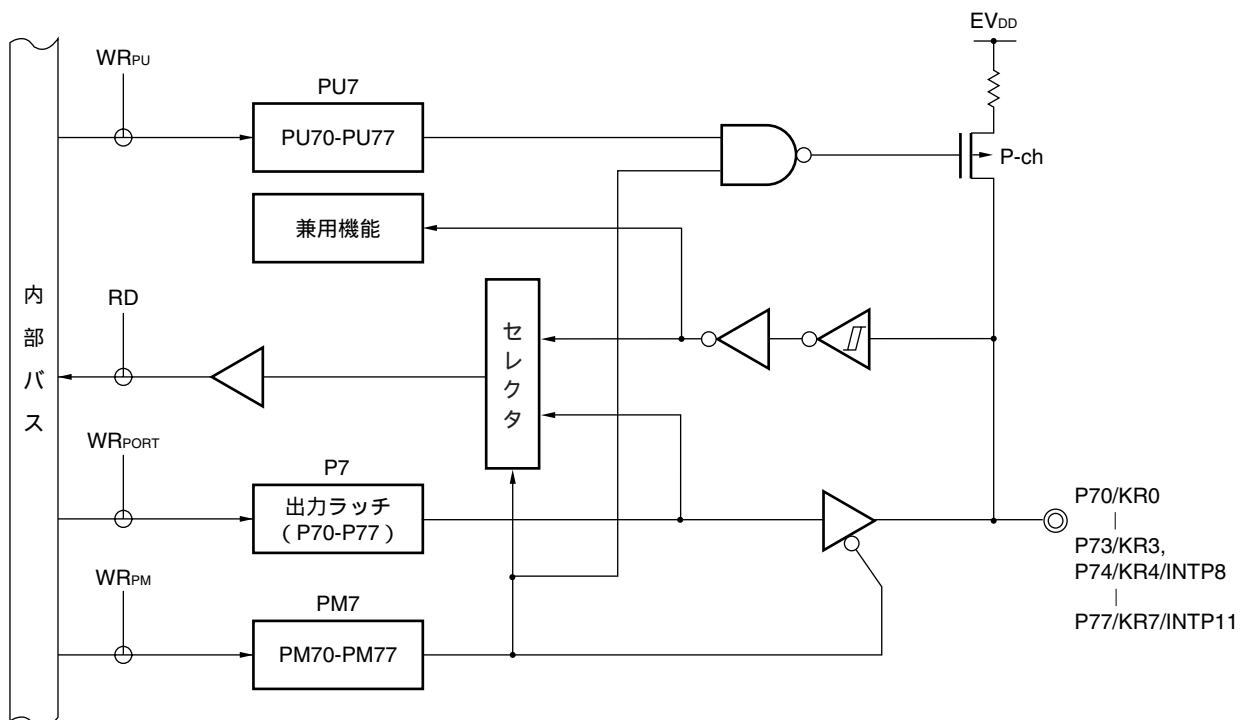 EVDD
WRPU
PU7
PU70-PU77
P-ch
兼用機能
内部バス
RD
セレクタ
WRPORT
P7
出力ラッチ
(P70-P77)
P70/KR0
P73/KR3,
P74/KR4/INTP8
P77/KR7/INTP11
WRPM
PM7
PM70-PM77